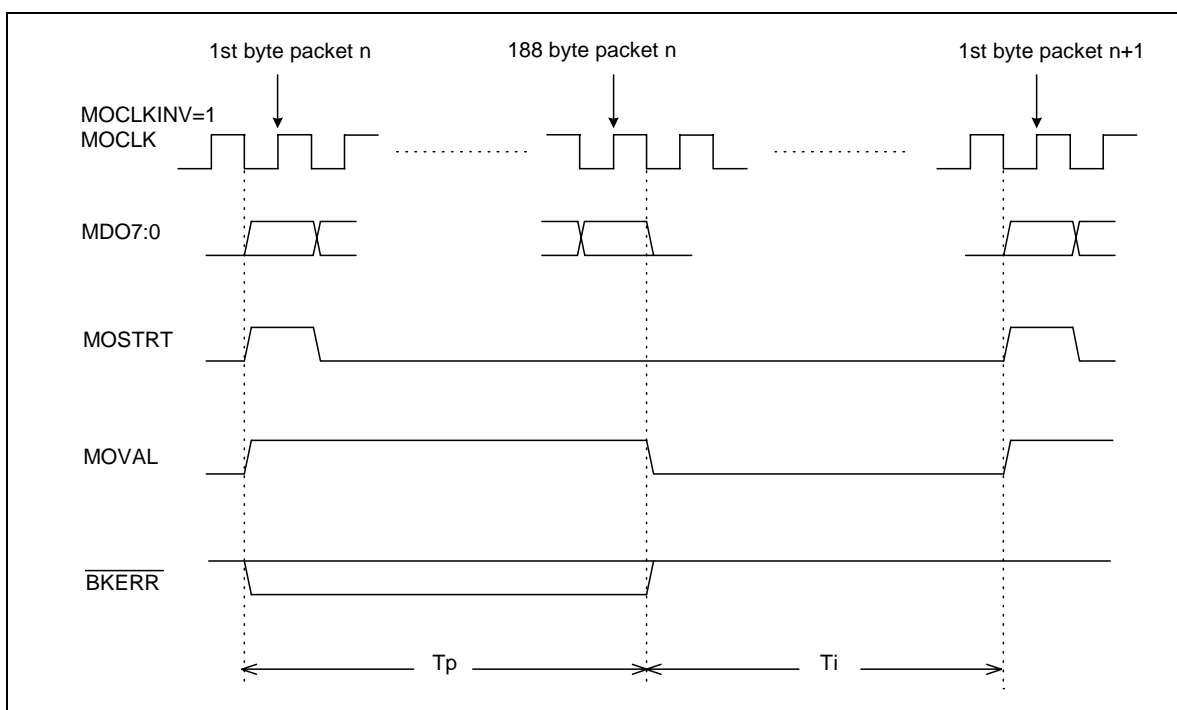 1st byte packet n
188 byte packet n
1st byte packet n+1
MOCLKINV=1
MOCLK
MDO7:0
MOSTRT
MOVAL
BKERR
Tp
Ti